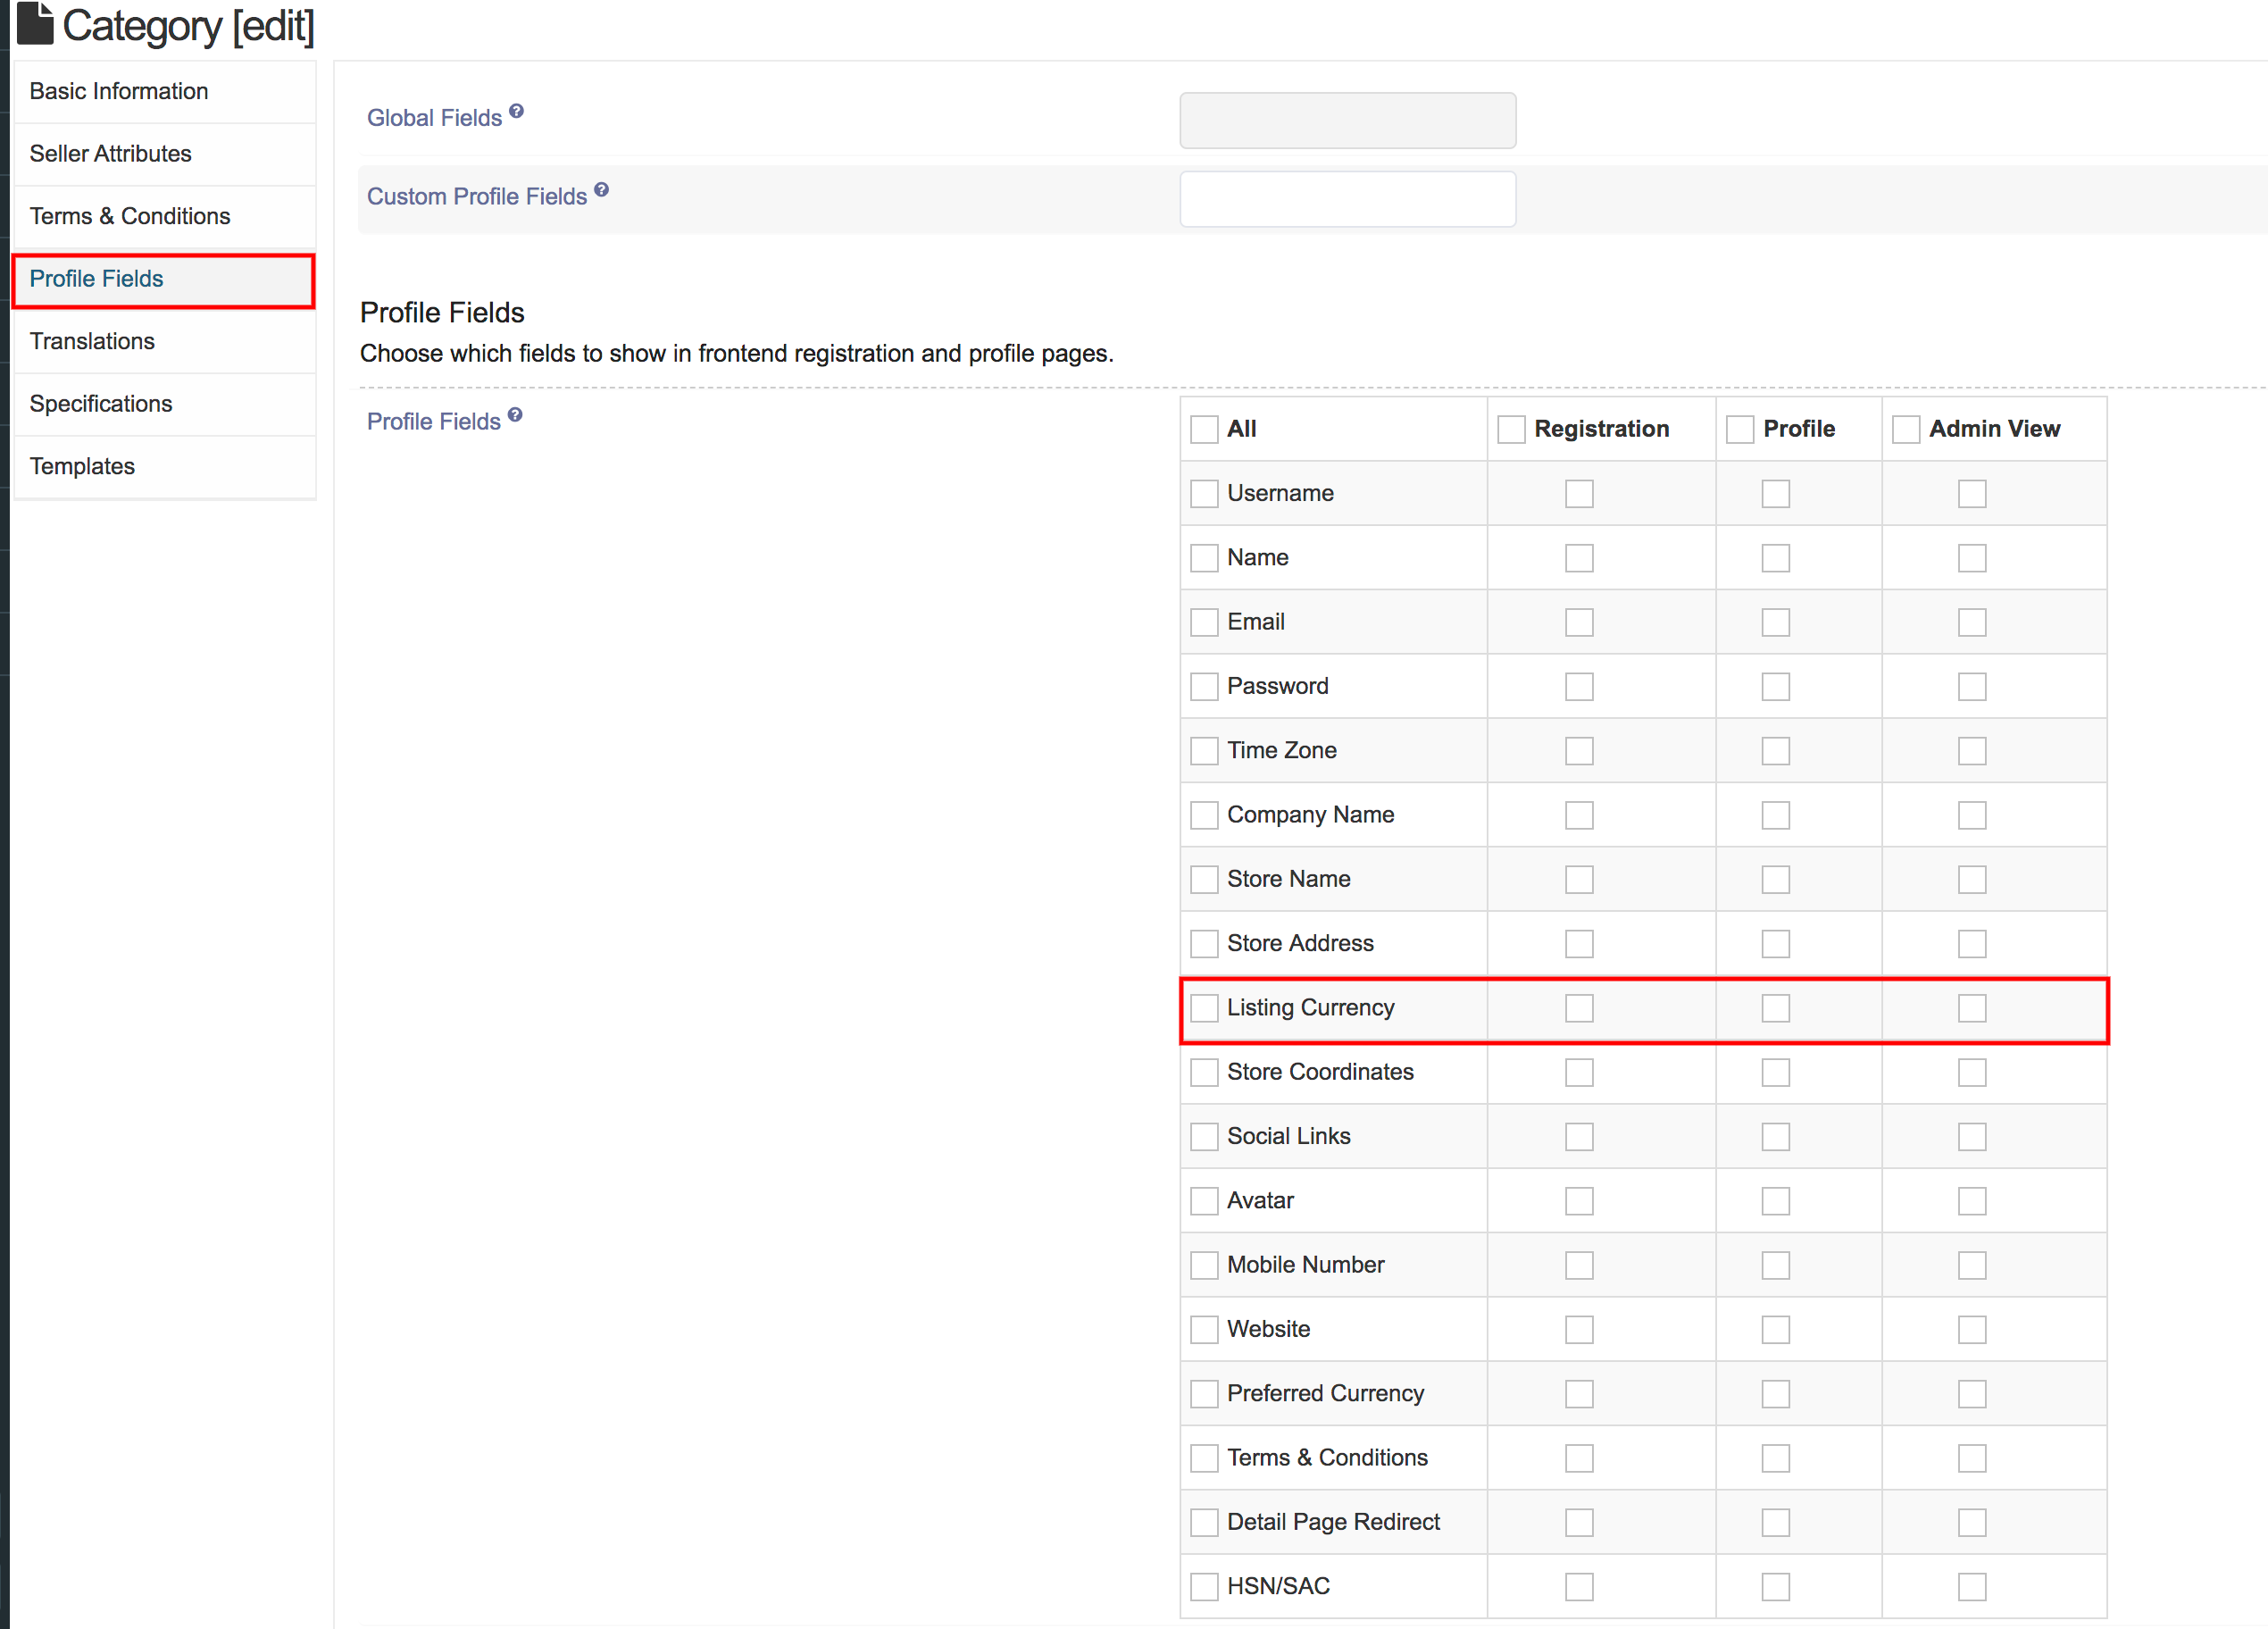 Category [edit]
Basic Information
Seller Attributes
Terms & Conditions
Profile Fields
Translations
Specifications
Templates
Global Fields ?
Custom Profile Fields ?
Profile Fields
Choose which fields to show in frontend registration and profile pages.
Profile Fields ?
All Registration Profile Admin View
Username
Name
Email
Password
Time Zone
Company Name
Store Name
Store Address
Listing Currency
Store Coordinates
Social Links
Avatar
Mobile Number
Website
Preferred Currency
Terms & Conditions
Detail Page Redirect
HSN/SAC